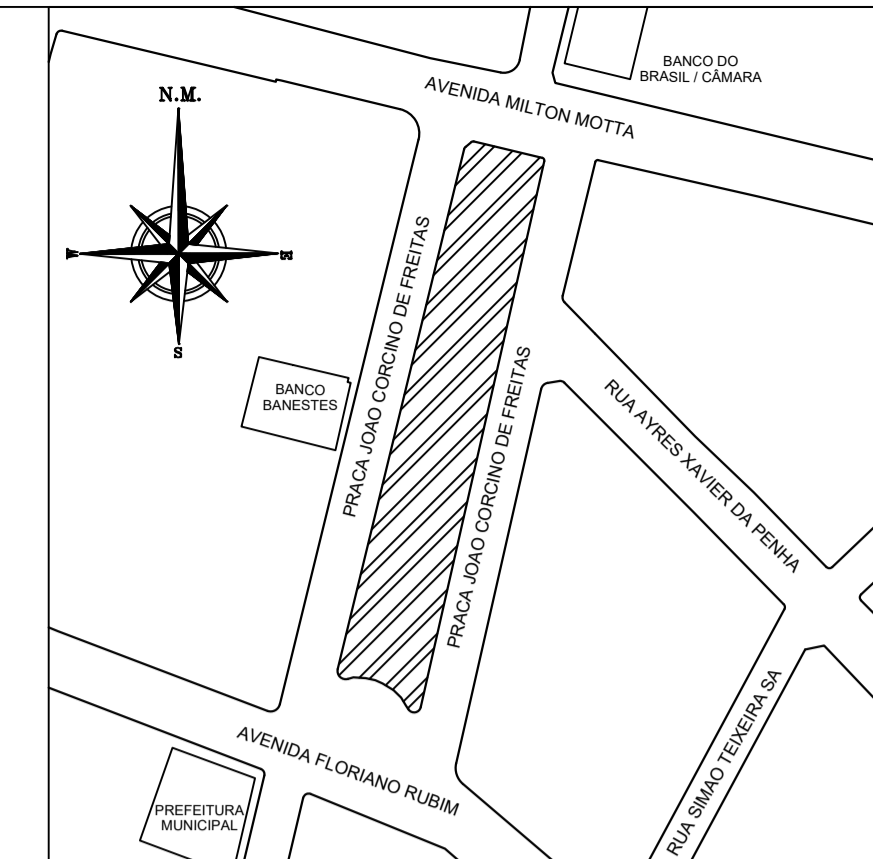 BANCO DO
BRASIL / CÂMARA
AVENIDA MILTON MOTTA
N.M.
W
E
S
PRACA JOAO CORCINO DE FREITAS
BANCO
BANESTES
PRACA JOAO CORCINO DE FREITAS
RUA AYRES XAVIER DA PENHA
RUA SIMAO TEIXEIRA SA
AVENIDA FLORIANO RUBIM
PREFEITURA
MUNICIPAL